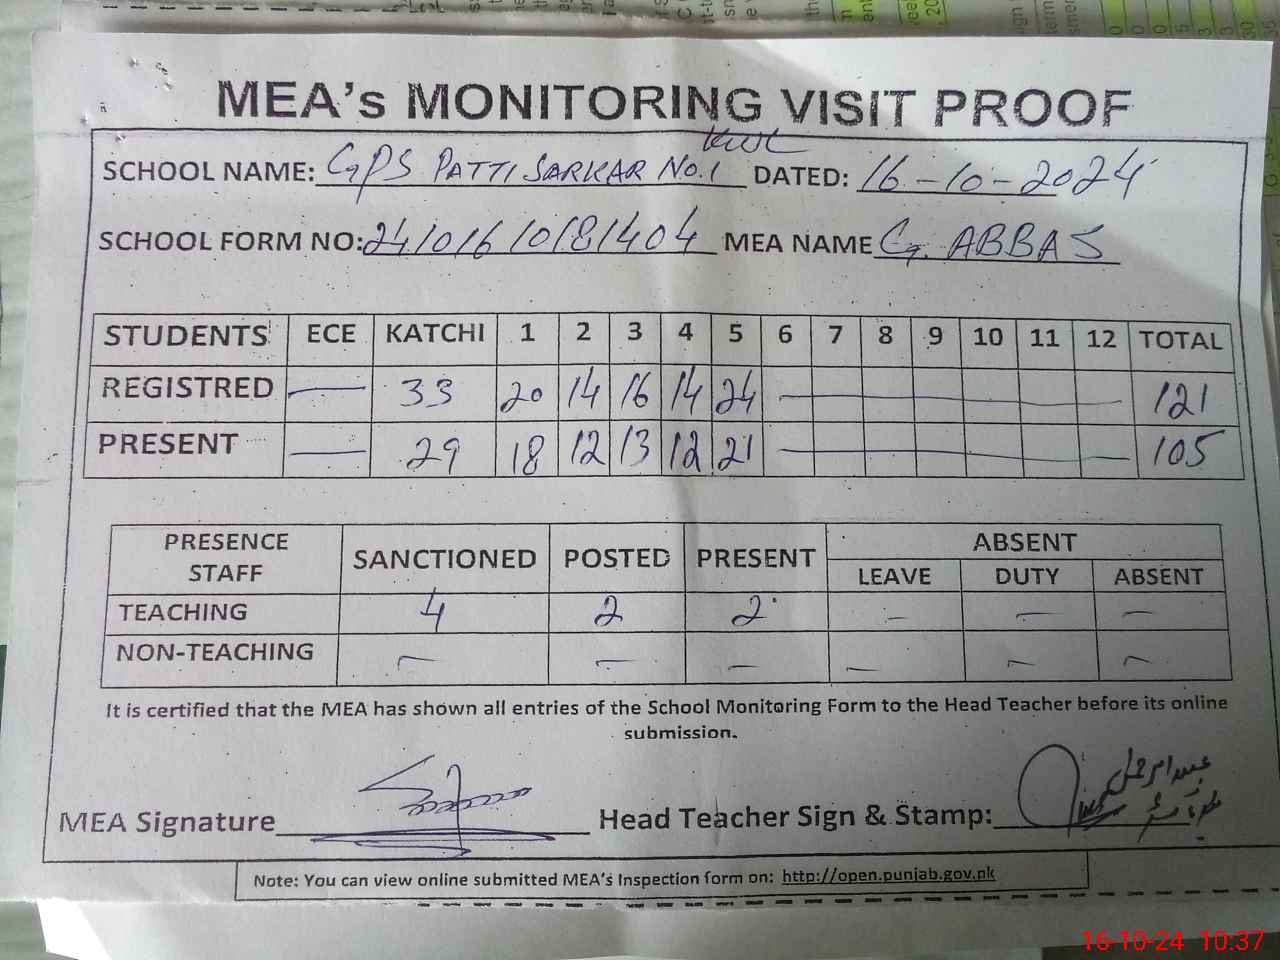 MEA's MONITORING VISIT PROOF
KWL
SCHOOL NAME: GPS PATTI SARKAR NO.1 DATED: 16-10-2024
SCHOOL FORM NO: 24101610181404 MEA NAME G. ABBAS
STUDENTS ECE KATCHI 1 2 3 4 5 6 7 8 9 10 11 12 TOTAL
REGISTRED — 33 20 14 16 14 24 — 121
PRESENT — 29 18 12 13 12 21 — 105
PRESENCE STAFF SANCTIONED POSTED PRESENT ABSENT
LEAVE DUTY ABSENT
TEACHING 4 2 2 — — —
NON-TEACHING — — — — — —
It is certified that the MEA has shown all entries of the School Monitoring Form to the Head Teacher before its online
submission.
MEA Signature Head Teacher Sign & Stamp:
Note: You can view online submitted MEA's Inspection form on: http://open.punjab.gov.pk
16-10-24 10:37